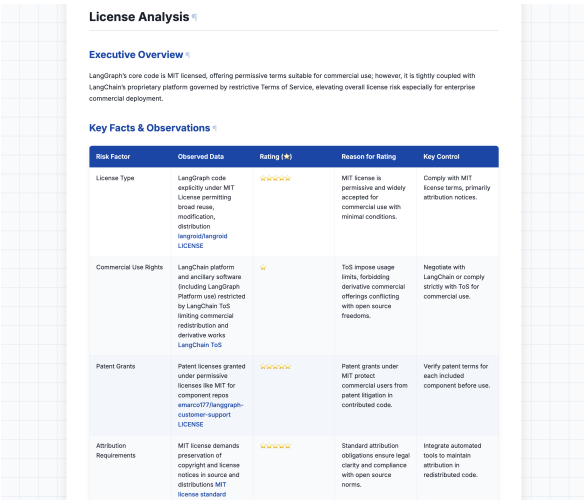 License Analysis ¶
Executive Overview ¶
LangGraph's core code is MIT licensed, offering permissive terms suitable for commercial use; however, it is tightly coupled with
LangChain's proprietary platform governed by restrictive Terms of Service, elevating overall license risk especially for enterprise
commercial deployment.
Key Facts & Observations ¶
Risk Factor
Observed Data
Rating (★)
Reason for Rating
Key Control
License Type
LangGraph code
explicitly under MIT
License permitting
broad reuse,
modification,
distribution
langroid/langroid
LICENSE
☆☆☆☆☆
MIT license is
permissive and widely
accepted for
commercial use with
minimal conditions.
Comply with MIT
license terms, primarily
attribution notices.
Commercial Use Rights
LangChain platform
and ancillary software
(including LangGraph
Platform use) restricted
by LangChain ToS
limiting commercial
redistribution and
derivative works
LangChain ToS
☆
ToS impose usage
limits, forbidding
derivative commercial
offerings conflicting
with open source
freedoms.
Negotiate with
LangChain or comply
strictly with ToS for
commercial use.
Patent Grants
Patent licenses granted
under permissive
licenses like MIT for
component repos
emarco177/langgraph-
customer-support
LICENSE
☆☆☆☆☆
Patent grants under
MIT protect
commercial users from
patent litigation in
contributed code.
Verify patent terms for
each included
component before use.
Attribution
Requirements
MIT license demands
preservation of
copyright and license
notices in source and
distributions MIT
license standard
☆☆☆☆☆
Standard attribution
obligations ensure legal
clarity and compliance
with open source
norms.
Integrate automated
tools to maintain
attribution in
redistributed code.